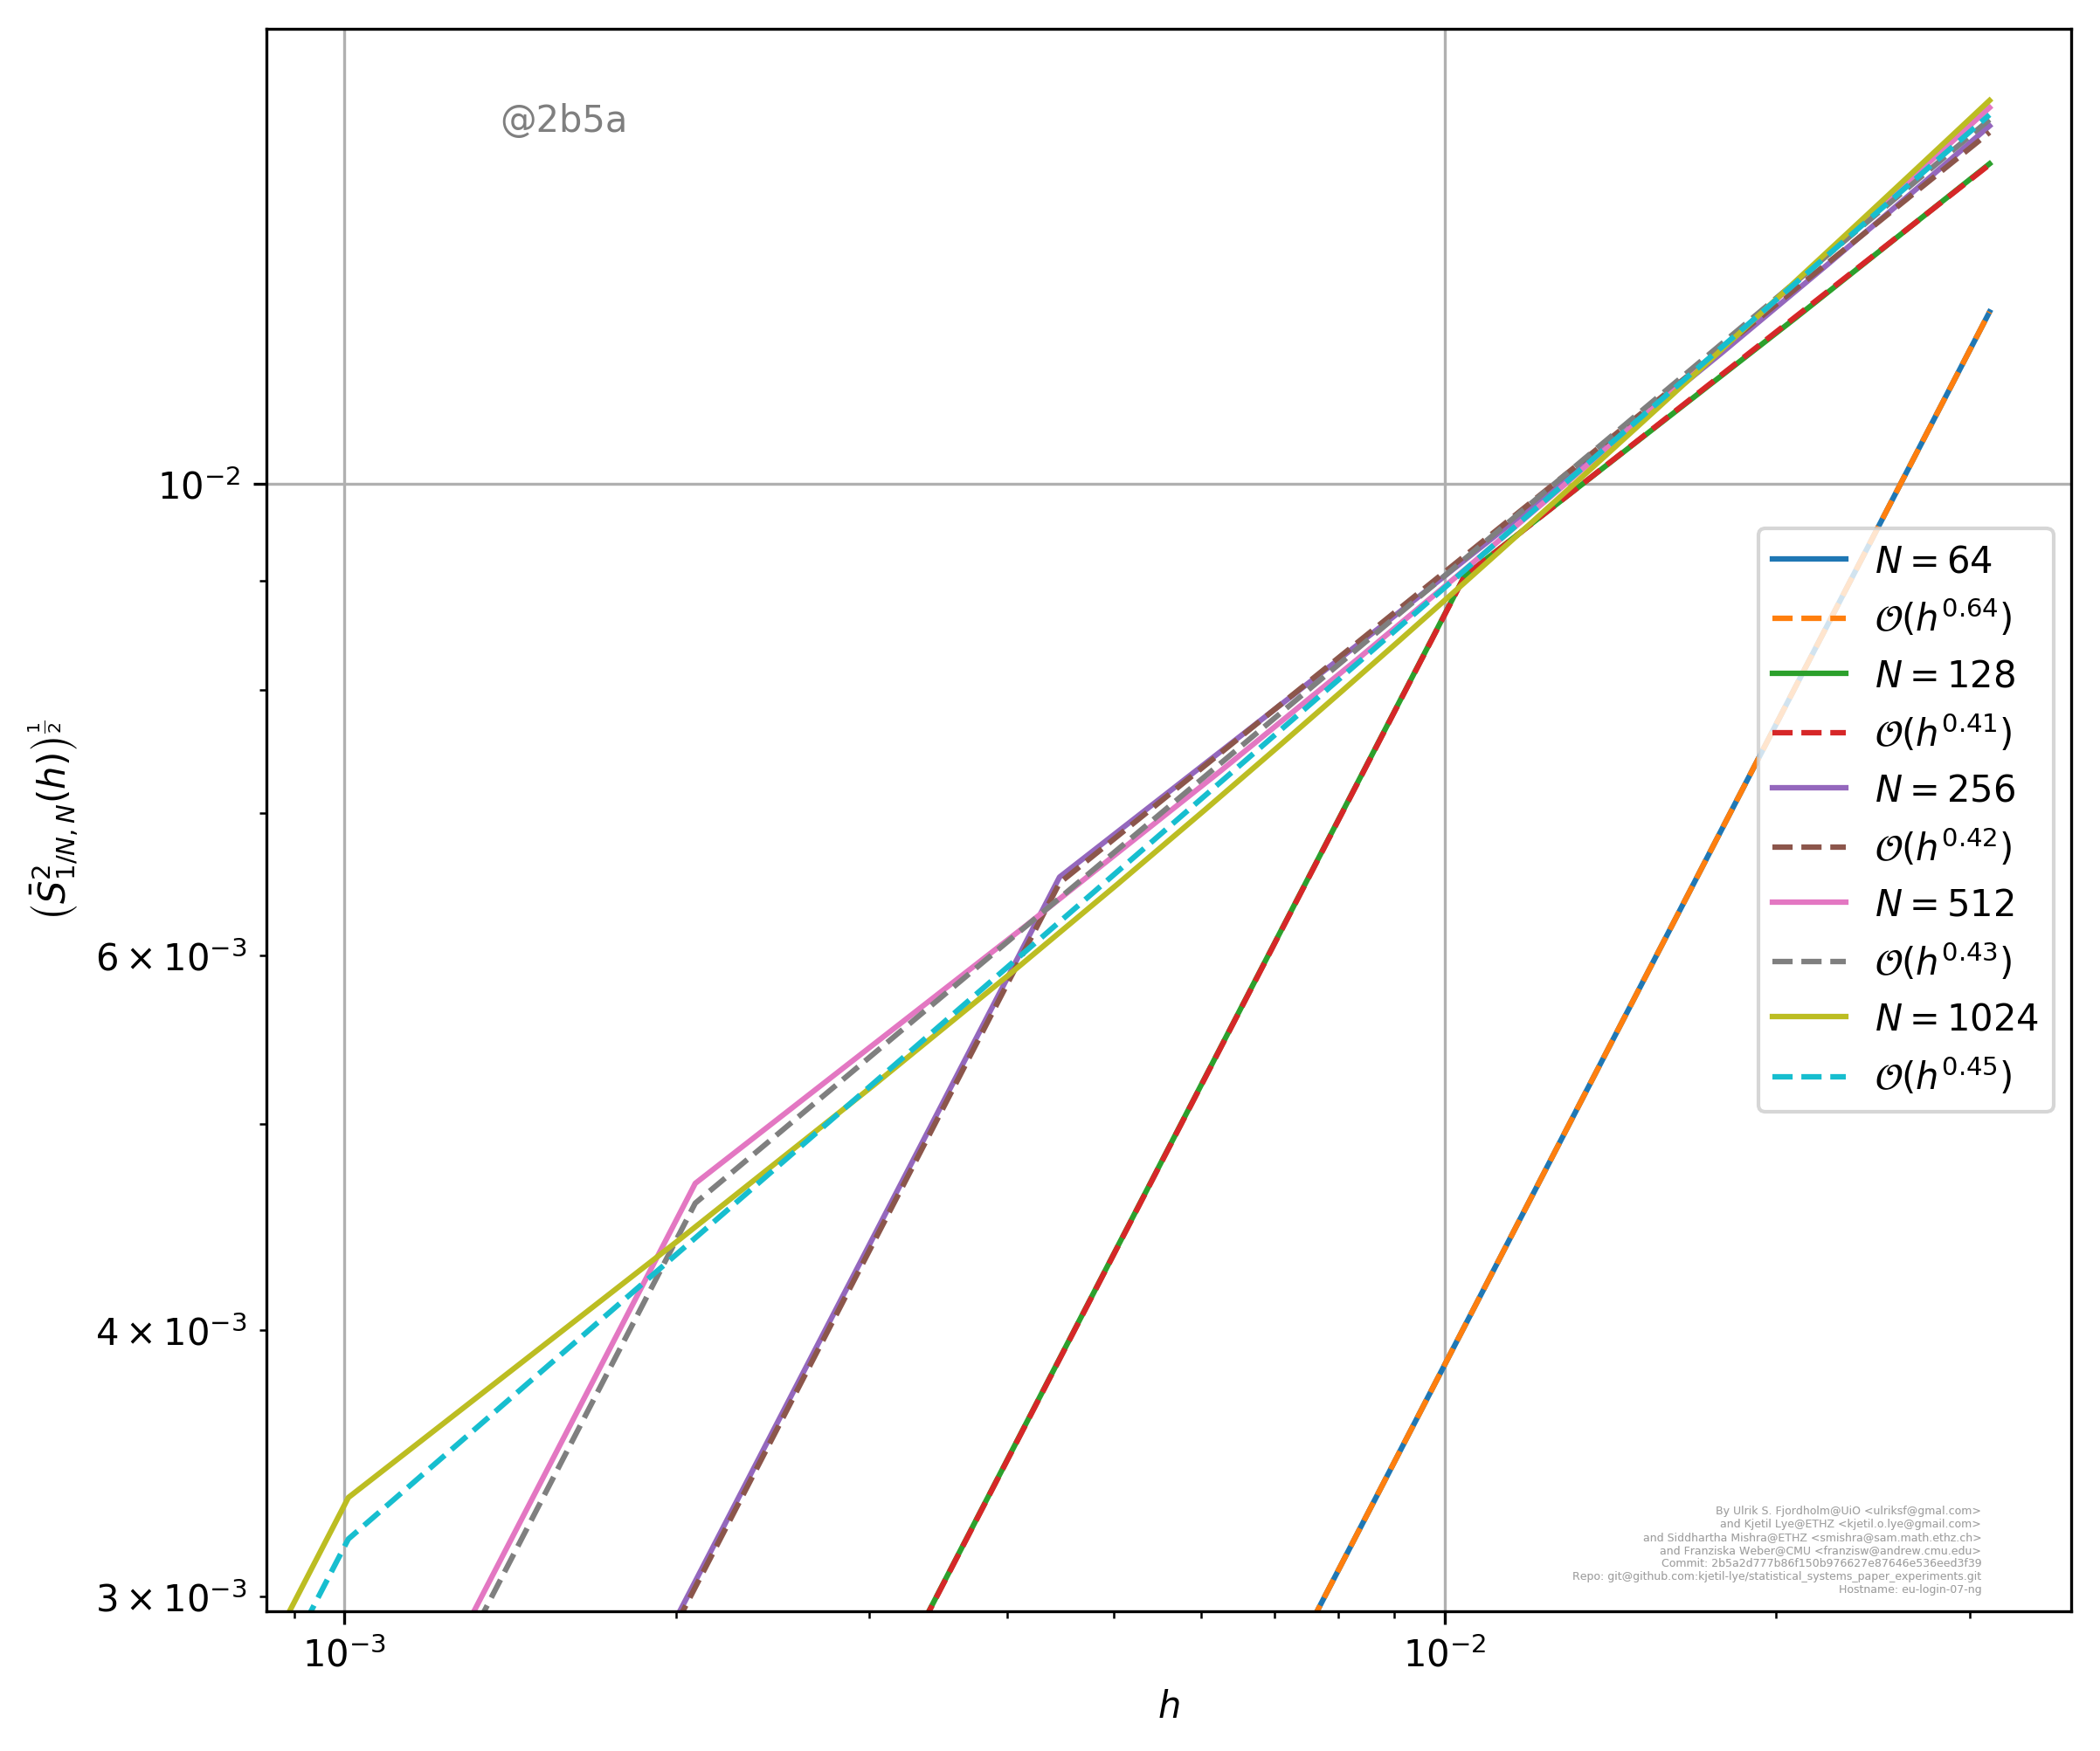 @2b5a
10⁻²
6 × 10⁻³
4 × 10⁻³
3 × 10⁻³
(S̄²₁/N, N(h))^½
10⁻³
10⁻²
h
N = 64
𝒪(h^0.64)
N = 128
𝒪(h^0.41)
N = 256
𝒪(h^0.42)
N = 512
𝒪(h^0.43)
N = 1024
𝒪(h^0.45)
By Ulrik S. Fjordholm@UiO <ulriksf@gmal.com>
and Kjetil Lye@ETHZ <kjetil.o.lye@gmail.com>
and Siddhartha Mishra@ETHZ <smishra@sam.math.ethz.ch>
and Franziska Weber@CMU <franzisw@andrew.cmu.edu>
Commit: 2b5a2d777b86f150b976627e87646e536eed3f39
Repo: git@github.com:kjetil-lye/statistical_systems_paper_experiments.git
Hostname: eu-login-07-ng